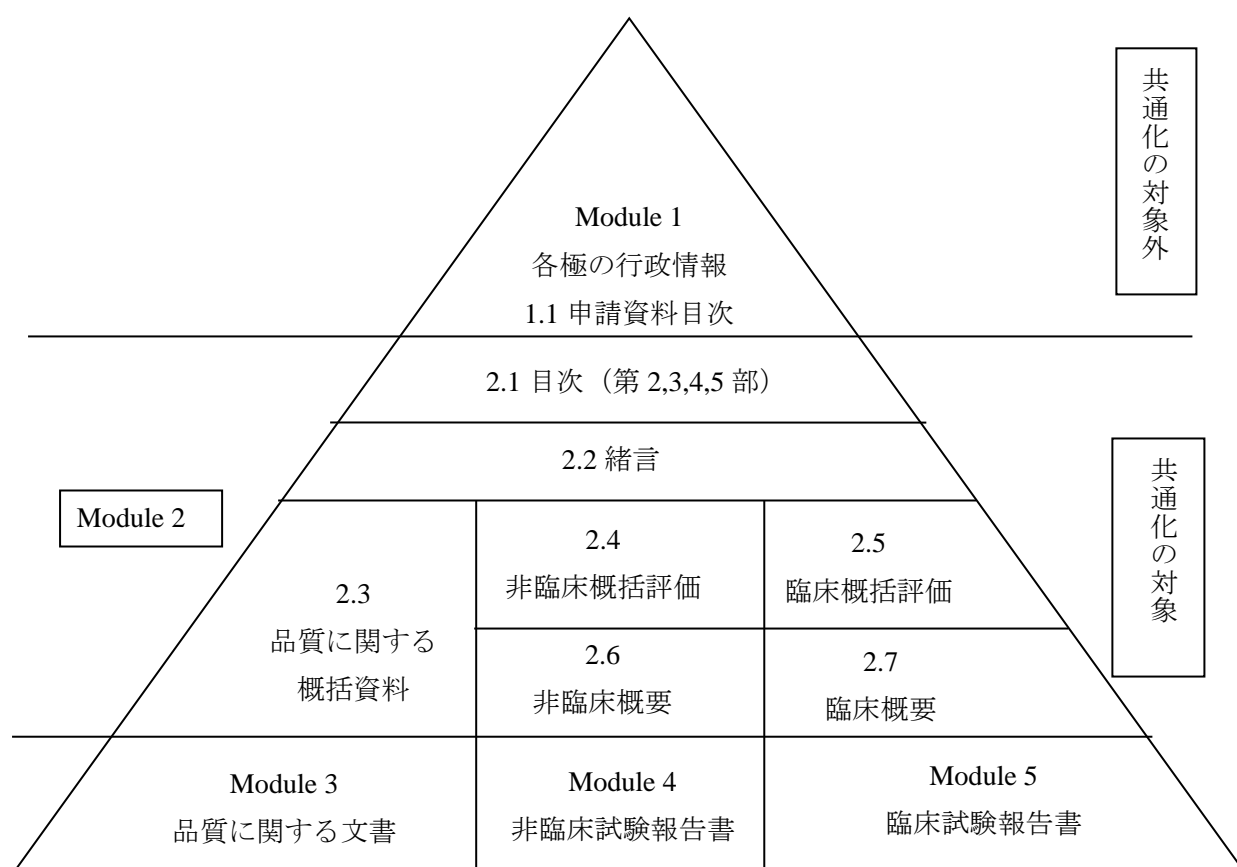 共通化の対象外
Module 1
各極の行政情報
1.1 申請資料目次
2.1 目次（第 2,3,4,5 部）
2.2 緒言
Module 2
共通化の対象
2.3
品質に関する
概括資料
2.4
非臨床概括評価
2.5
臨床概括評価
2.6
非臨床概要
2.7
臨床概要
Module 3
品質に関する文書
Module 4
非臨床試験報告書
Module 5
臨床試験報告書